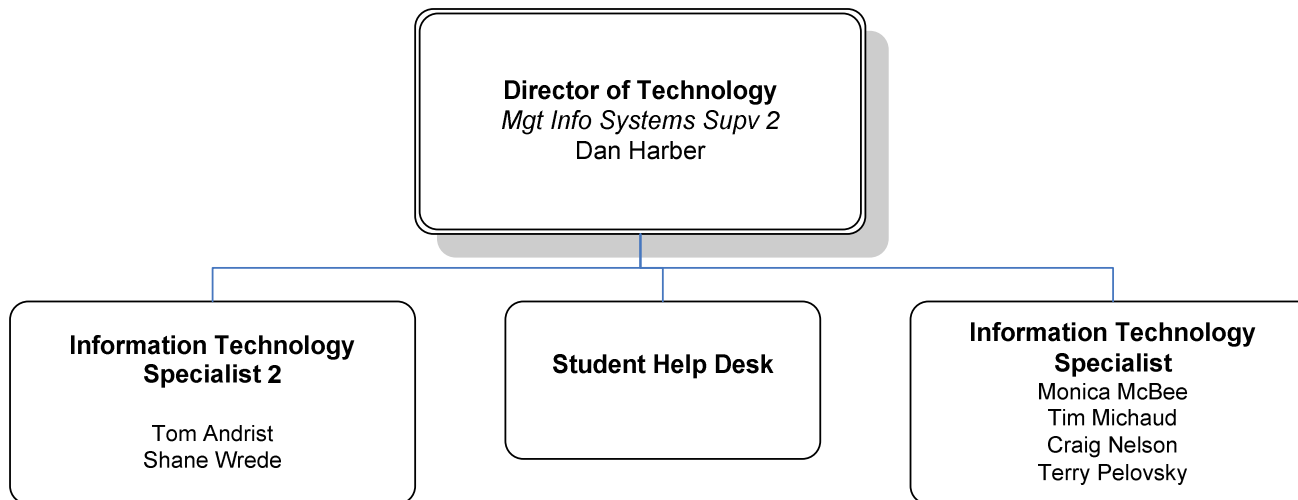 Director of Technology
Mgt Info Systems Supv 2
Dan Harber
Information Technology
Specialist 2
Tom Andrist
Shane Wrede
Student Help Desk
Information Technology
Specialist
Monica McBee
Tim Michaud
Craig Nelson
Terry Pelovsky